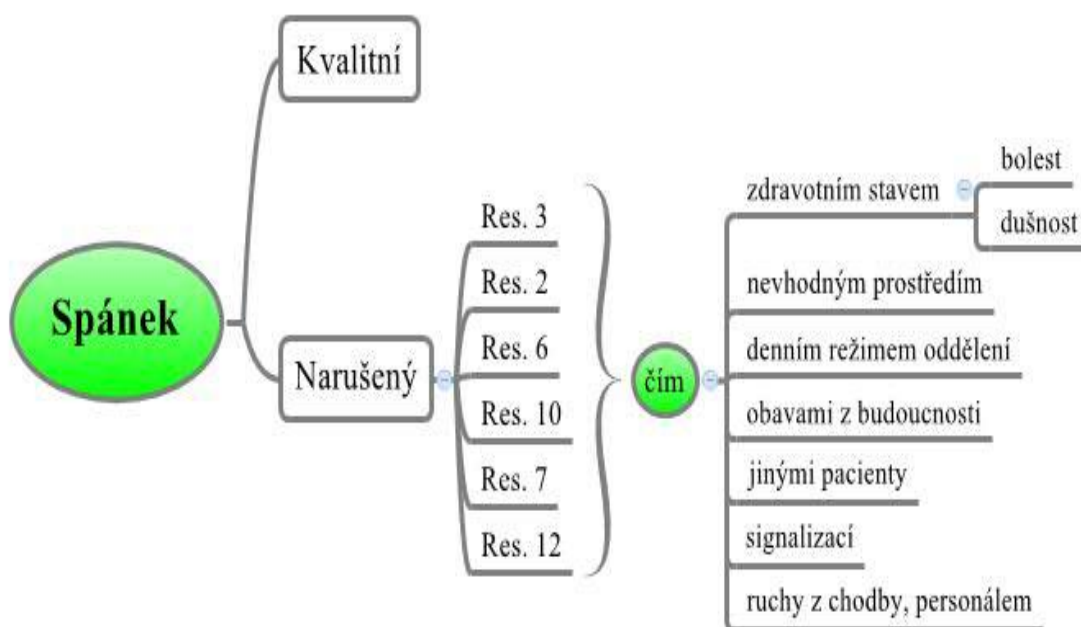 Spánek
Kvalitní
Narušený
Res. 3
Res. 2
Res. 6
Res. 10
Res. 7
Res. 12
čím
zdravotním stavem
bolest
dušnost
nevhodným prostředím
denním režimem oddělení
obavami z budoucnosti
jinými pacienty
signalizací
ruchy z chodby, personálem